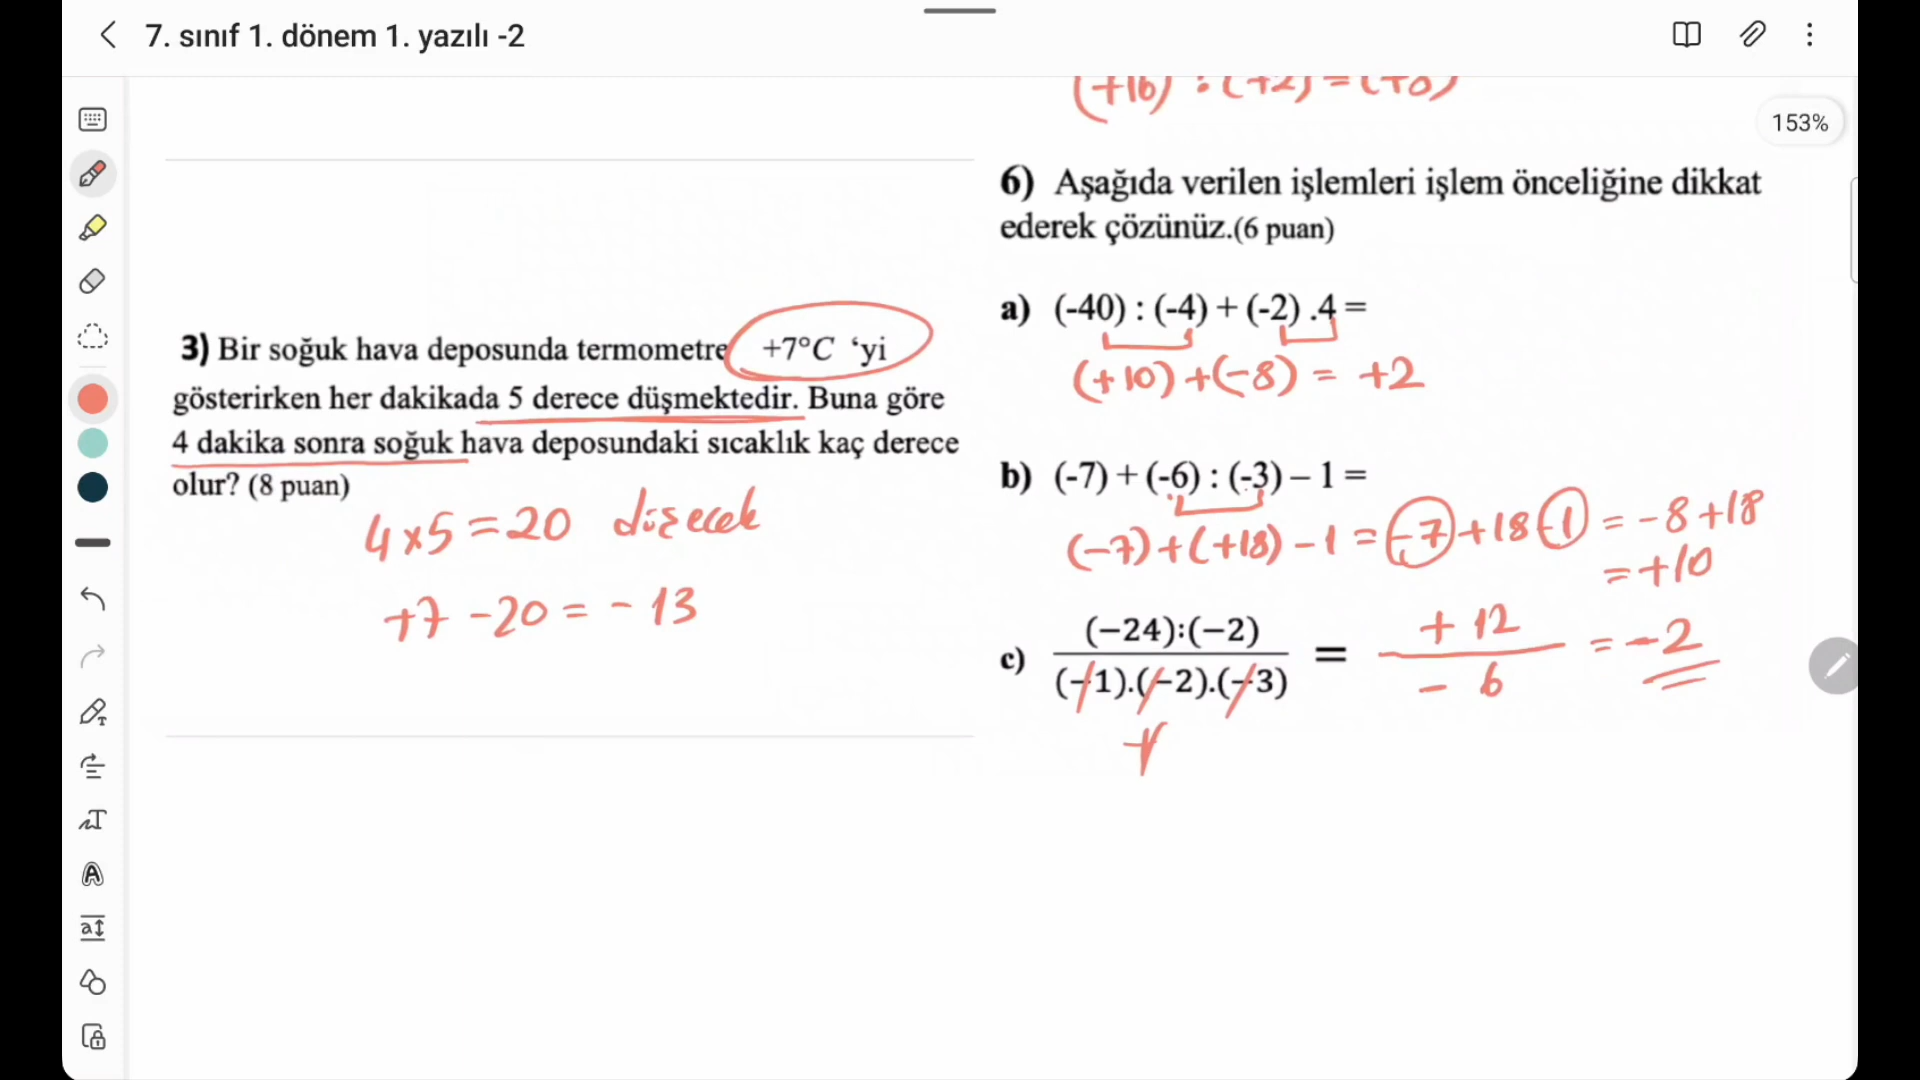 7. sınıf 1. dönem 1. yazılı -2
153%
3) Bir soğuk hava deposunda termometre +7°C ‘yi
gösterirken her dakikada 5 derece düşmektedir. Buna göre
4 dakika sonra soğuk hava deposundaki sıcaklık kaç derece
olur? (8 puan)
4x5=20 düşecek
+7 -20 = - 13
(+16) : (+2) = (+8)
6) Aşağıda verilen işlemleri işlem önceliğine dikkat
ederek çözünüz.(6 puan)
a) (-40) : (-4) + (-2) .4 =
(+10)+(-8) = +2
b) (-7) + (-6) : (-3) – 1 =
(-7)+(+18) -1 = -7+18-1 = -8+18
=+10
c) (−24):(−2)
(−1).(−2).(−3)
= +12
- 6
= -2
+